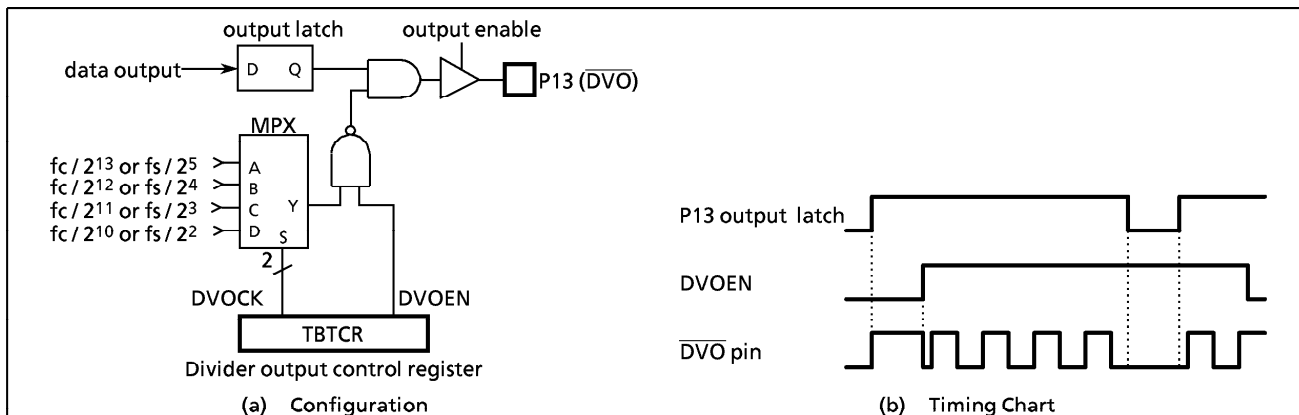 output latch
output enable
data output
D Q
P13 (DVO)
MPX
fc / 2¹³ or fs / 2⁵
fc / 2¹² or fs / 2⁴
fc / 2¹¹ or fs / 2³
fc / 2¹⁰ or fs / 2²
A
B
C
D
Y
S
2
DVOCK
DVOEN
TBTCR
Divider output control register
(a) Configuration
P13 output latch
DVOEN
DVO pin
(b) Timing Chart